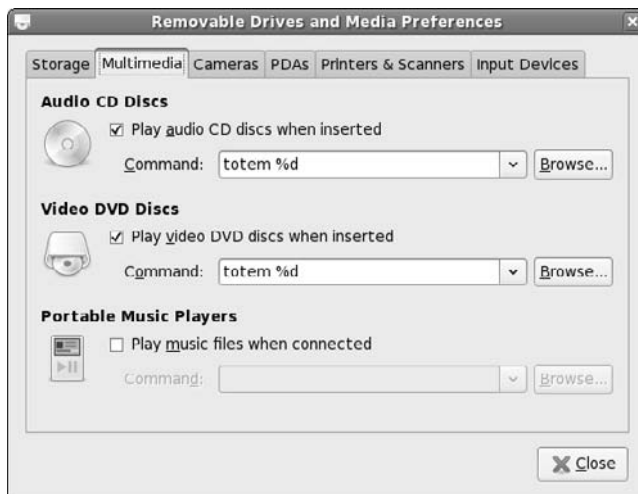 Removable Drives and Media Preferences
Storage Multimedia Cameras PDAs Printers & Scanners Input Devices
Audio CD Discs
Play audio CD discs when inserted
Command: totem %d Browse...
Video DVD Discs
Play video DVD discs when inserted
Command: totem %d Browse...
Portable Music Players
Play music files when connected
Command: Browse...
Close